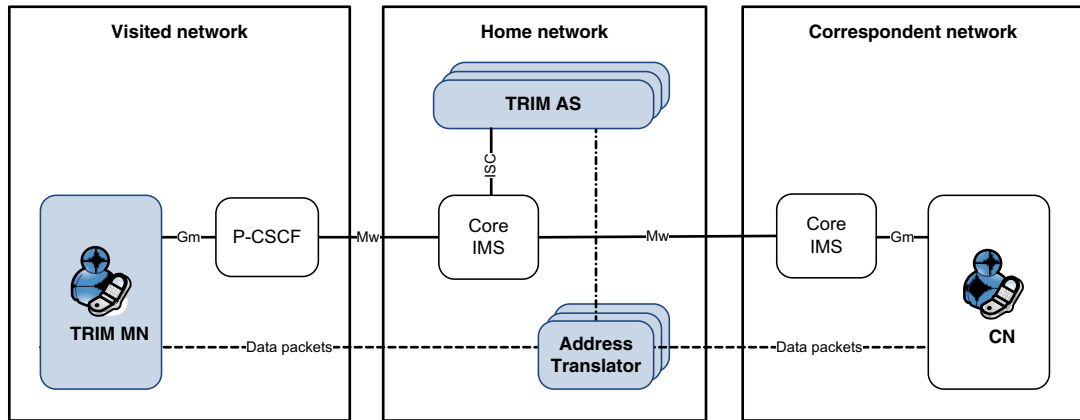 Visited network
Home network
Correspondent network
TRIM AS
ISC
Gm
P-CSCF
Mw
Core
IMS
Mw
Core
IMS
Gm
TRIM MN
CN
Data packets
Address
Translator
Data packets